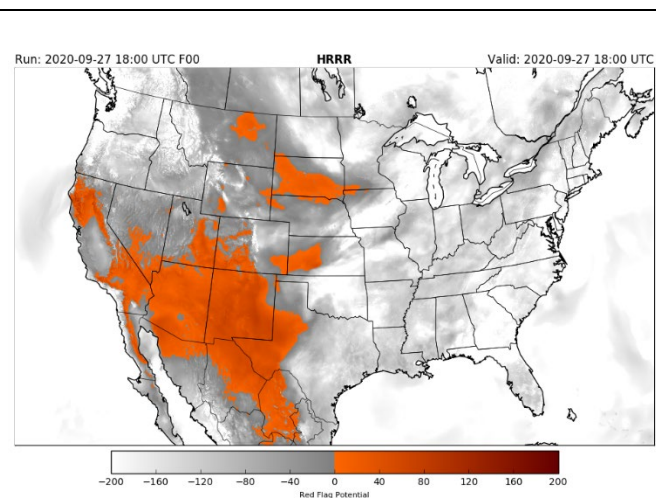 Run: 2020-09-27 18:00 UTC F00 HRRR Valid: 2020-09-27 18:00 UTC
−200 −160 −120 −80 −40 0 40 80 120 160 200
Red Flag Potential